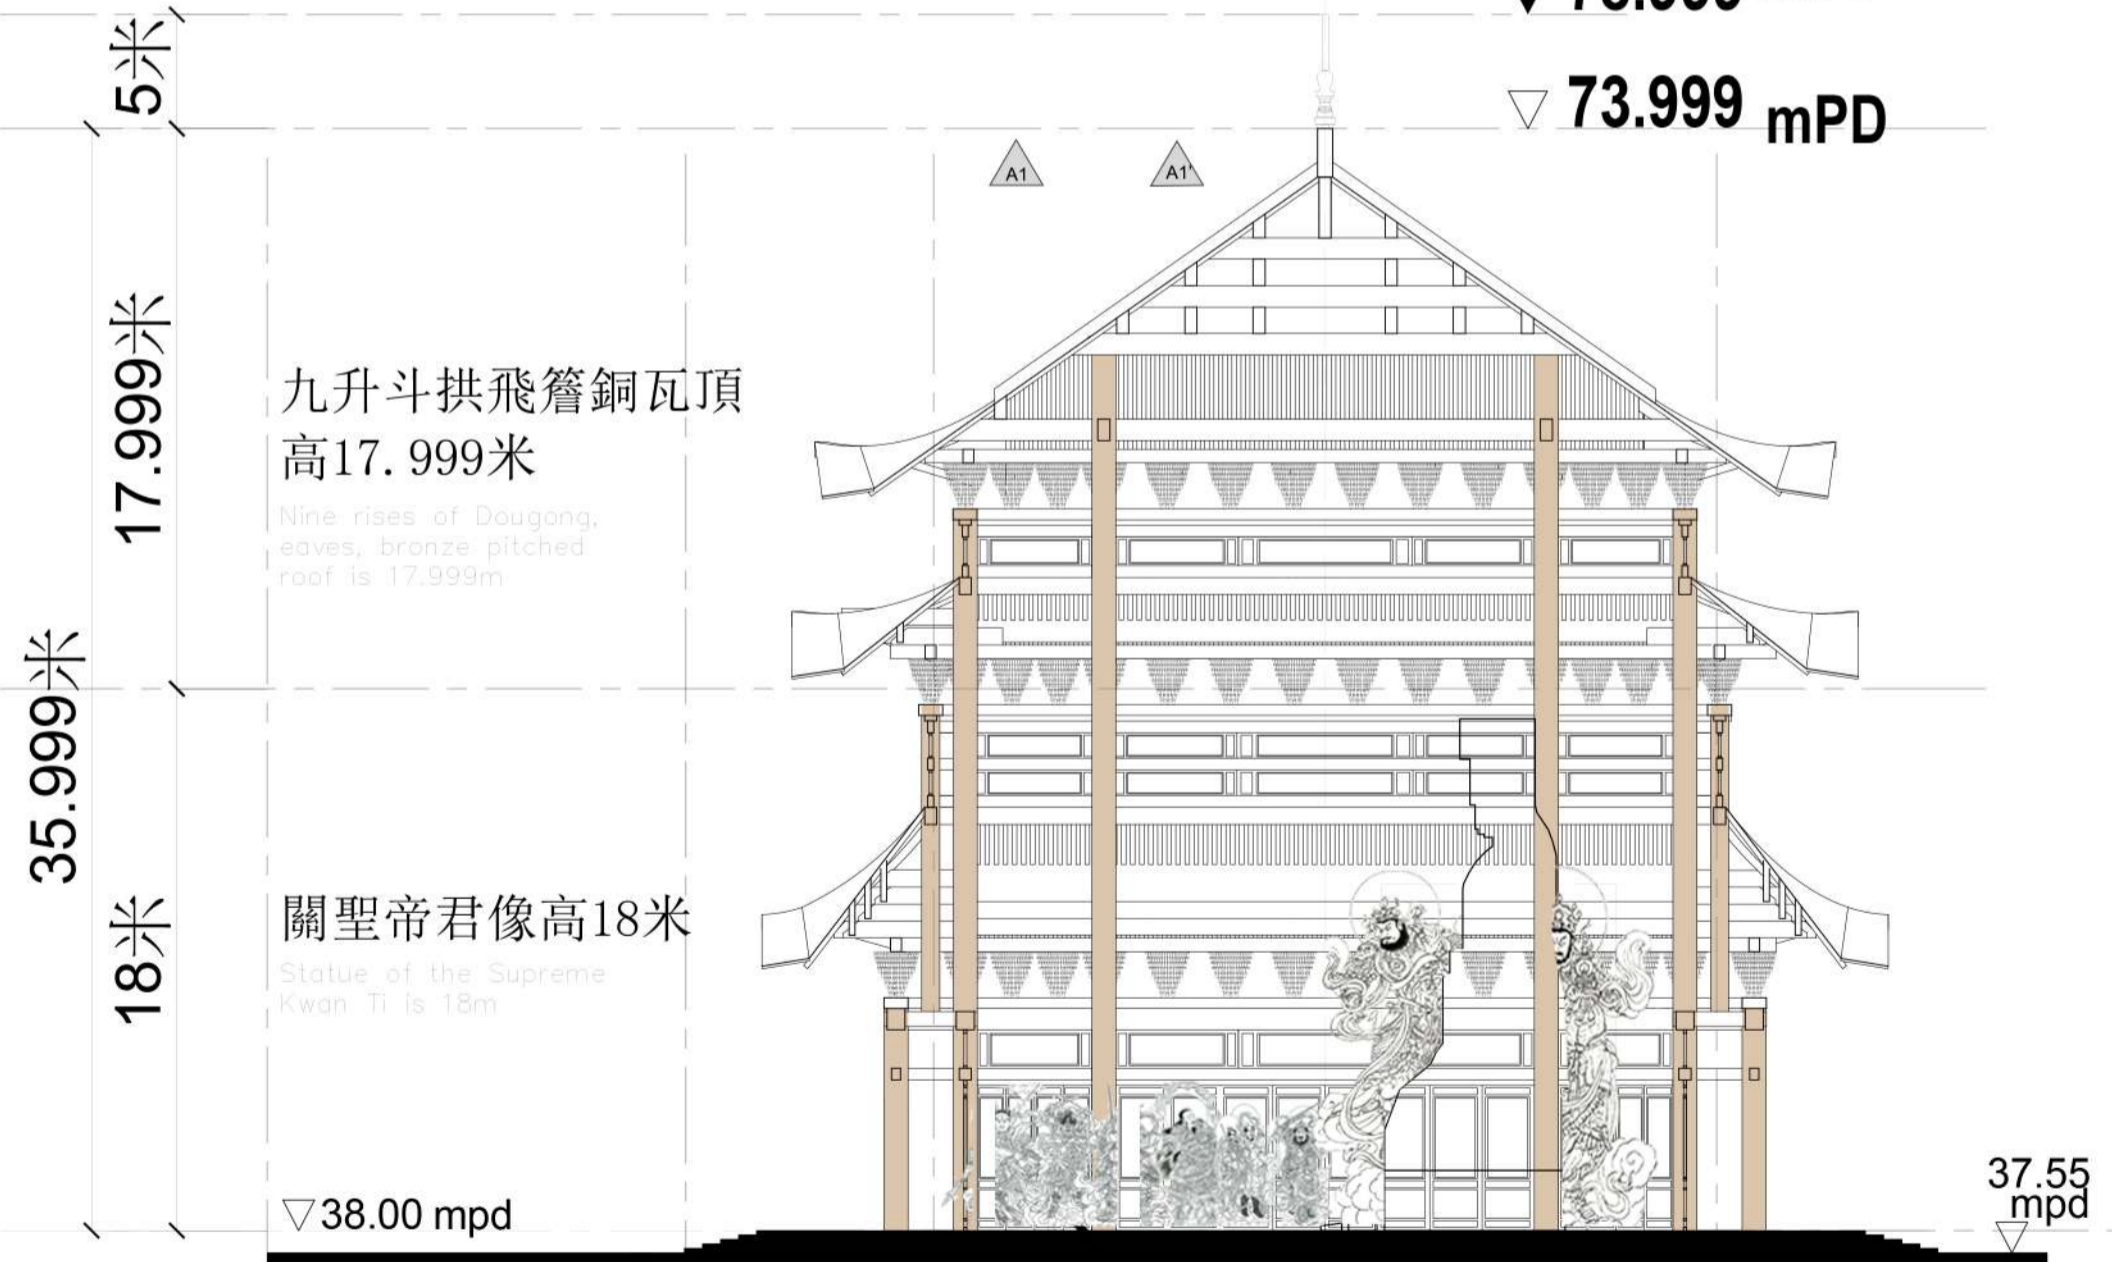 5米
73.999 mPD
A1
A1'
17.999米
九升斗拱飛簷銅瓦頂
高17.999米
Nine rises of Dougong,
eaves, bronze pitched
roof is 17.999m
35.999米
18米
關聖帝君像高18米
Statue of the Supreme
Kwan Ti is 18m
38.00 mpd
37.55
mpd